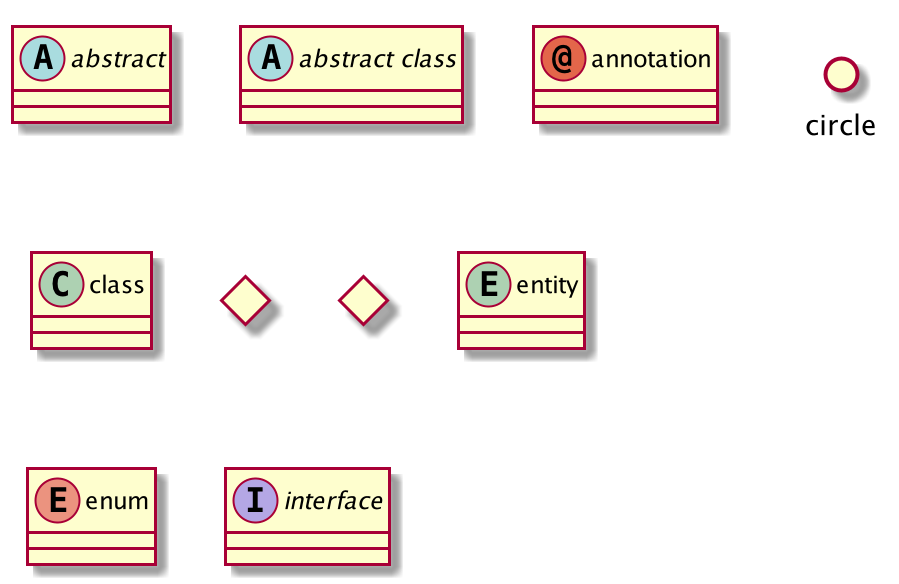 A abstract
A abstract class
@ annotation
circle
C class
E entity
E enum
I interface